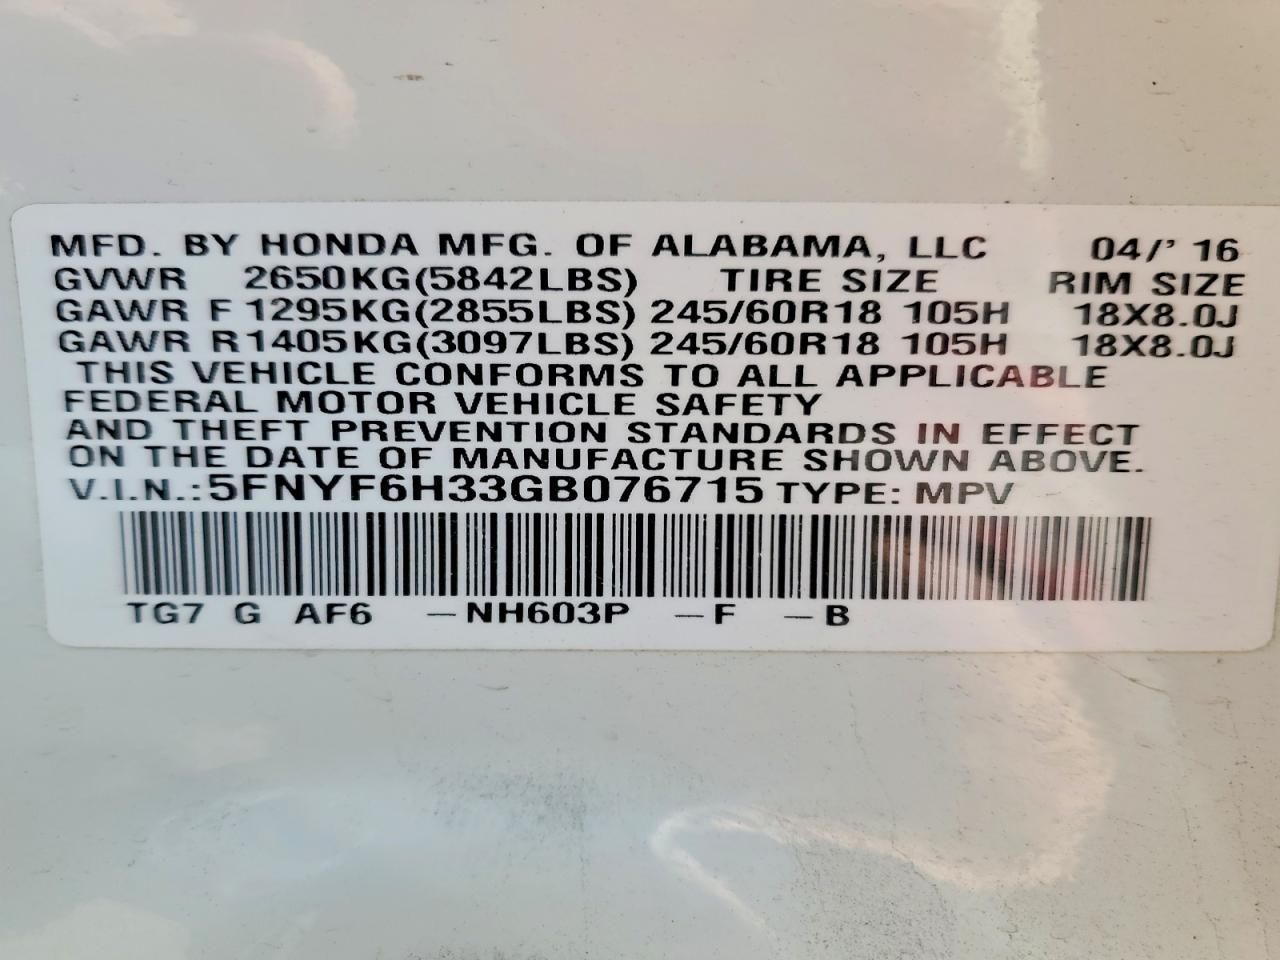 MFD. BY HONDA MFG. OF ALABAMA, LLC 04/' 16
GVWR 2650KG(5842LBS) TIRE SIZE RIM SIZE
GAWR F 1295KG(2855LBS) 245/60R18 105H 18X8.0J
GAWR R1405KG(3097LBS) 245/60R18 105H 18X8.0J
THIS VEHICLE CONFORMS TO ALL APPLICABLE
FEDERAL MOTOR VEHICLE SAFETY
AND THEFT PREVENTION STANDARDS IN EFFECT
ON THE DATE OF MANUFACTURE SHOWN ABOVE.
V.I.N.:5FNYF6H33GB076715 TYPE: MPV
TG7 G AF6 -NH603P -F -B